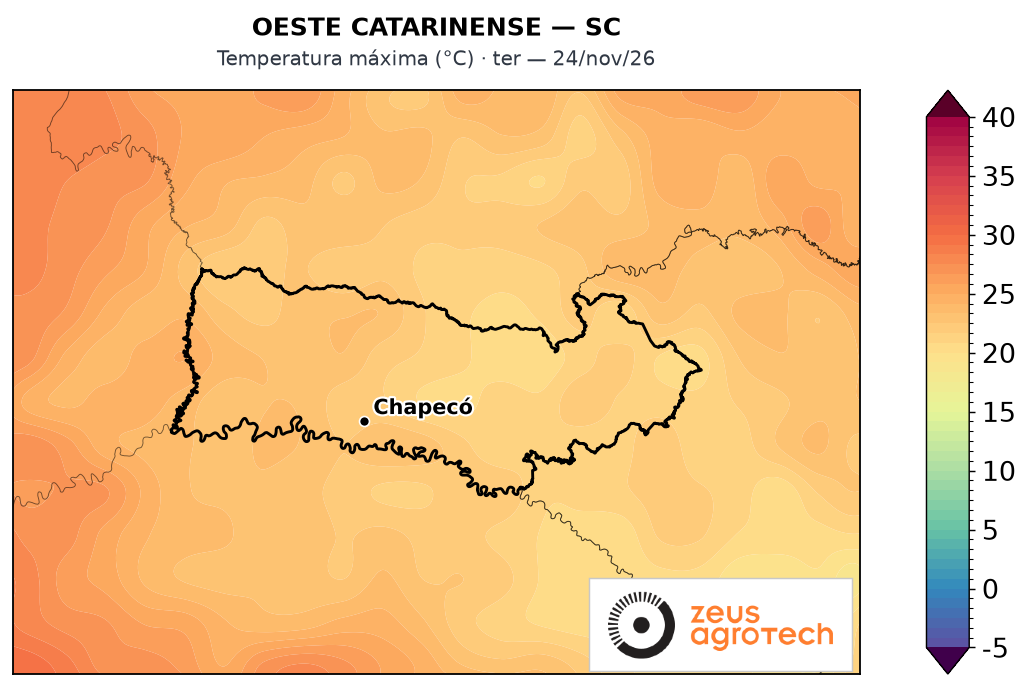 OESTE CATARINENSE — SC
Temperatura máxima (°C) · ter — 24/nov/26
Chapecó
40
35
30
25
20
15
10
5
0
-5
zeus
agrotech